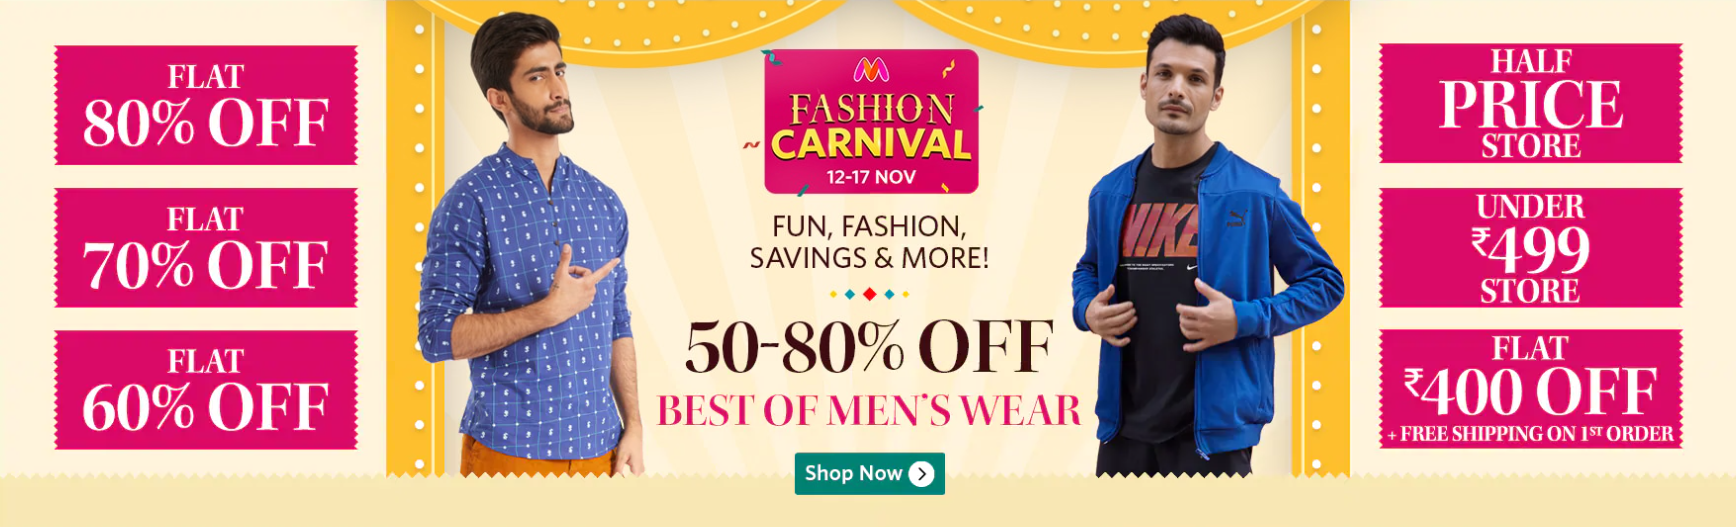 FLAT
80% OFF
FLAT
70% OFF
FLAT
60% OFF
FASHION
CARNIVAL
12-17 NOV
FUN, FASHION,
SAVINGS & MORE!
50-80% OFF
BEST OF MEN'S WEAR
Shop Now
NIKE
HALF
PRICE
STORE
UNDER
₹499
STORE
FLAT
₹400 OFF
+ FREE SHIPPING ON 1ST ORDER